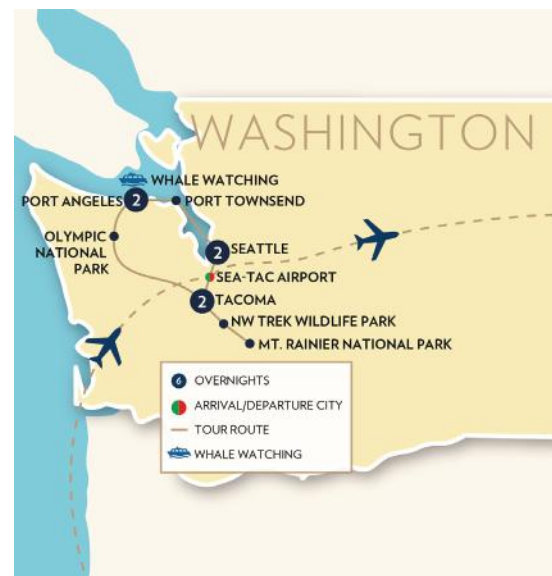 WASHINGTON
WHALE WATCHING
PORT ANGELES 2
PORT TOWNSEND
OLYMPIC
NATIONAL
PARK
2 SEATTLE
SEA-TAC AIRPORT
2 TACOMA
NW TREK WILDLIFE PARK
MT. RAINIER NATIONAL PARK
6 OVERNIGHTS
ARRIVAL/DEPARTURE CITY
TOUR ROUTE
WHALE WATCHING